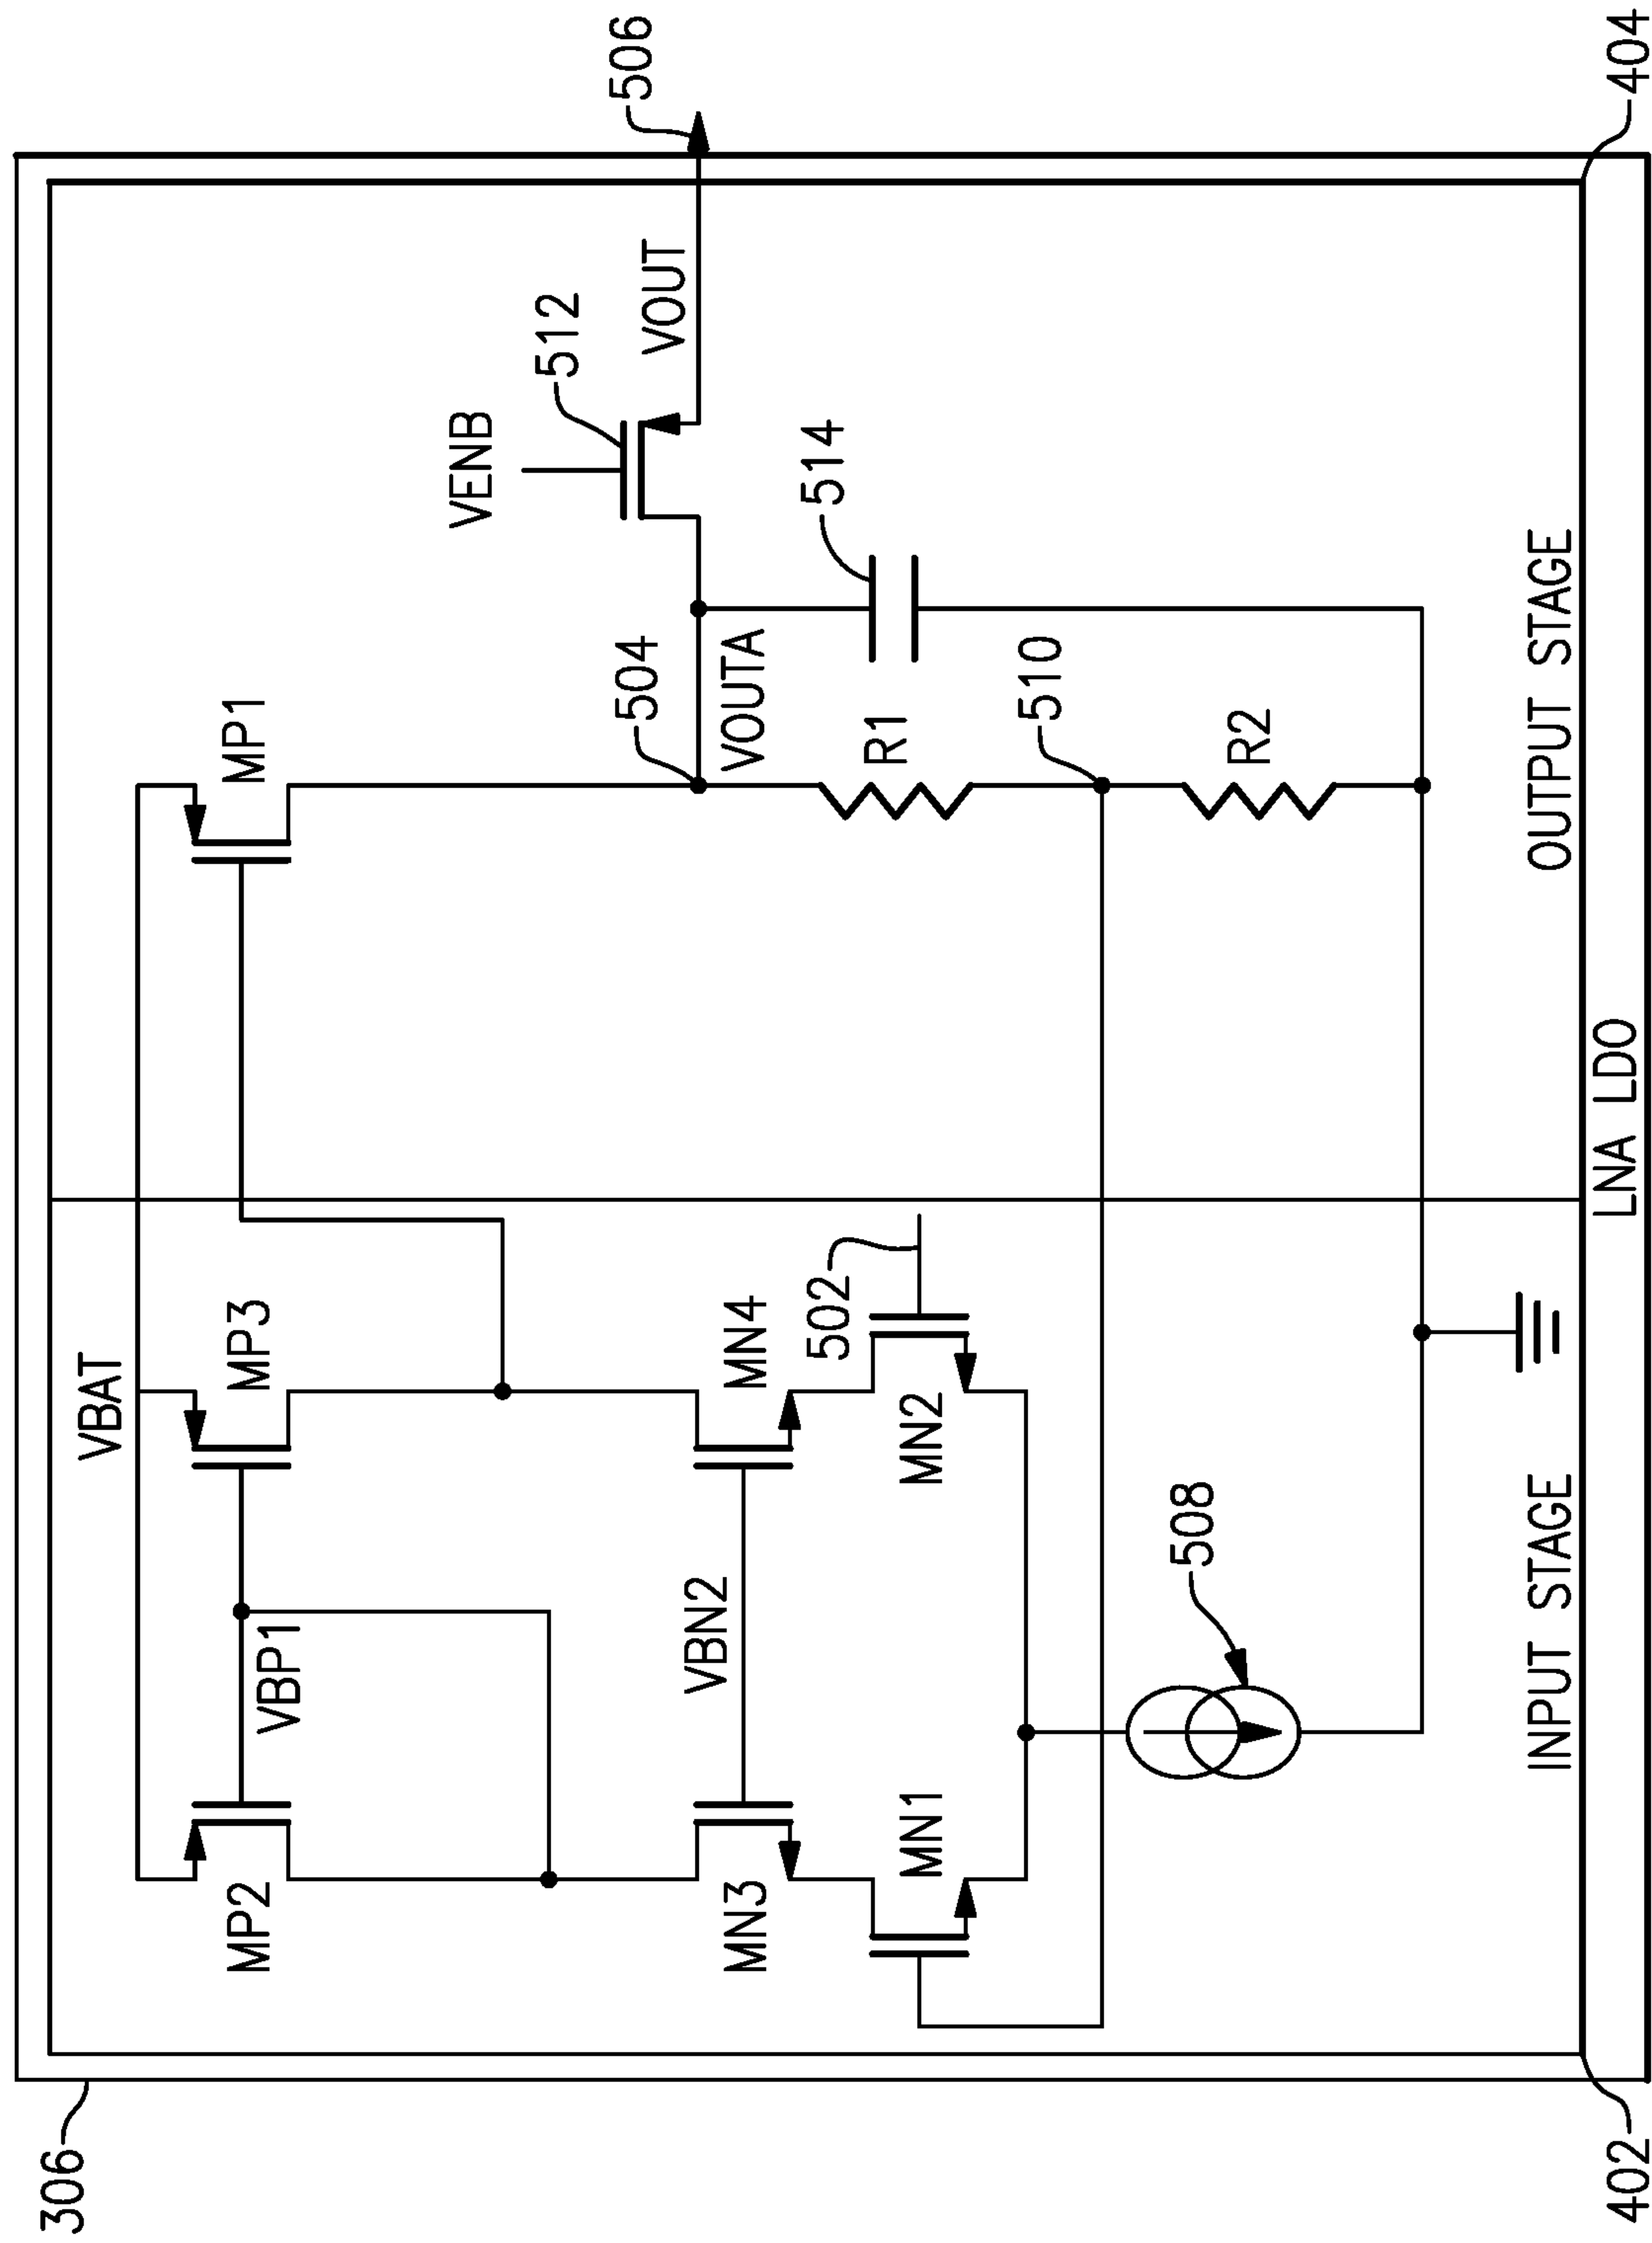 306
VBAT
MP2
VBP1
MP3
MP1
VENB
512
506
504
VOUT
VOUTA
MN3
VBN2
MN4
502
514
R1
MN1
MN2
510
508
R2
INPUT STAGE
OUTPUT STAGE
LNA LDO
402
404